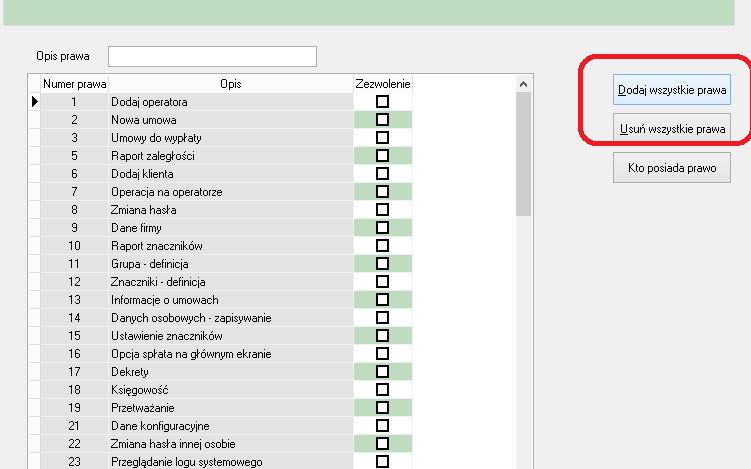 Opis prawa
Numer prawa Opis Zezwolenie
Dodaj wszystkie prawa
1 Dodaj operatora
2 Nowa umowa
Usuń wszystkie prawa
3 Umowy do wypłaty
5 Raport zaległości
Kto posiada prawo
6 Dodaj klienta
7 Operacja na operatorze
8 Zmiana hasła
9 Dane firmy
10 Raport znaczników
11 Grupa - definicja
12 Znaczniki - definicja
13 Informacje o umowach
14 Danych osobowych - zapisywanie
15 Ustawienie znaczników
16 Opcja spłata na głównym ekranie
17 Dekrety
18 Księgowość
19 Przetważanie
21 Dane konfiguracyjne
22 Zmiana hasła innej osobie
23 Przeglądanie logu systemowego